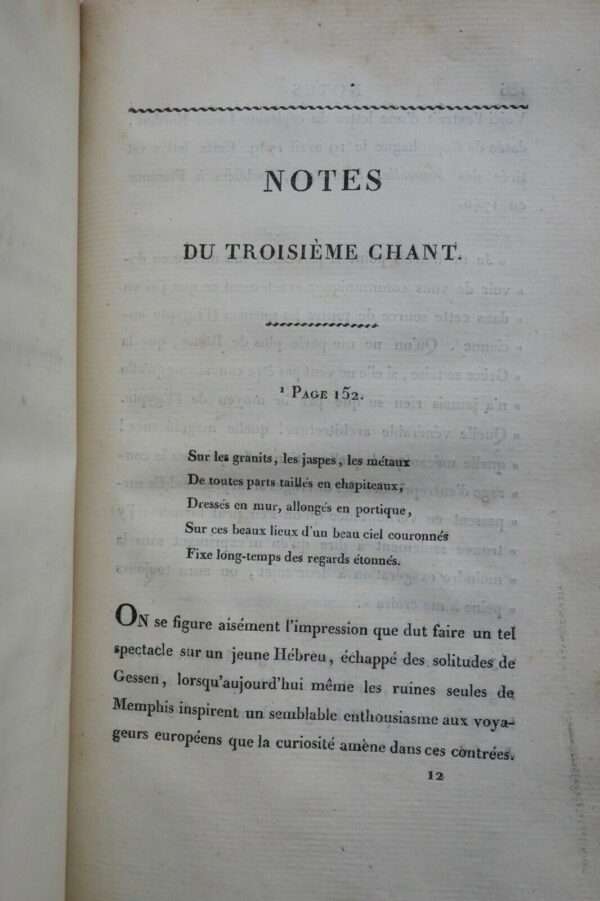 NOTES
DU TROISIÈME CHANT.
¹ PAGE 152.
Sur les granits, les jaspes, les métaux
De toutes parts taillés en chapiteaux,
Dressés en mur, allongés en portique,
Sur ces beaux lieux d'un beau ciel couronnés
Fixe long-temps des regards étonnés.
ON se figure aisément l'impression que dut faire un tel
spectacle sur un jeune Hébreu, échappé des solitudes de
Gessen, lorsqu'aujourd'hui même les ruines seules de
Memphis inspirent un semblable enthousiasme aux voya-
geurs européens que la curiosité amène dans ces contrées.
12